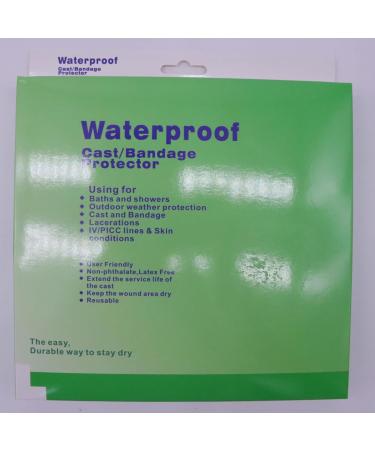 Waterproof
Cast/Bandage
Protector
Waterproof
Cast/Bandage
Protector
Using for
Baths and showers
Outdoor weather protection
Cast and Bandage
Lacerations
IV/PICC lines & Skin
conditions
User Friendly
Non-phthalate,Latex Free
Extend the service life of
the cast
Keep the wound area dry
Reusable
The easy,
Durable way to stay dry